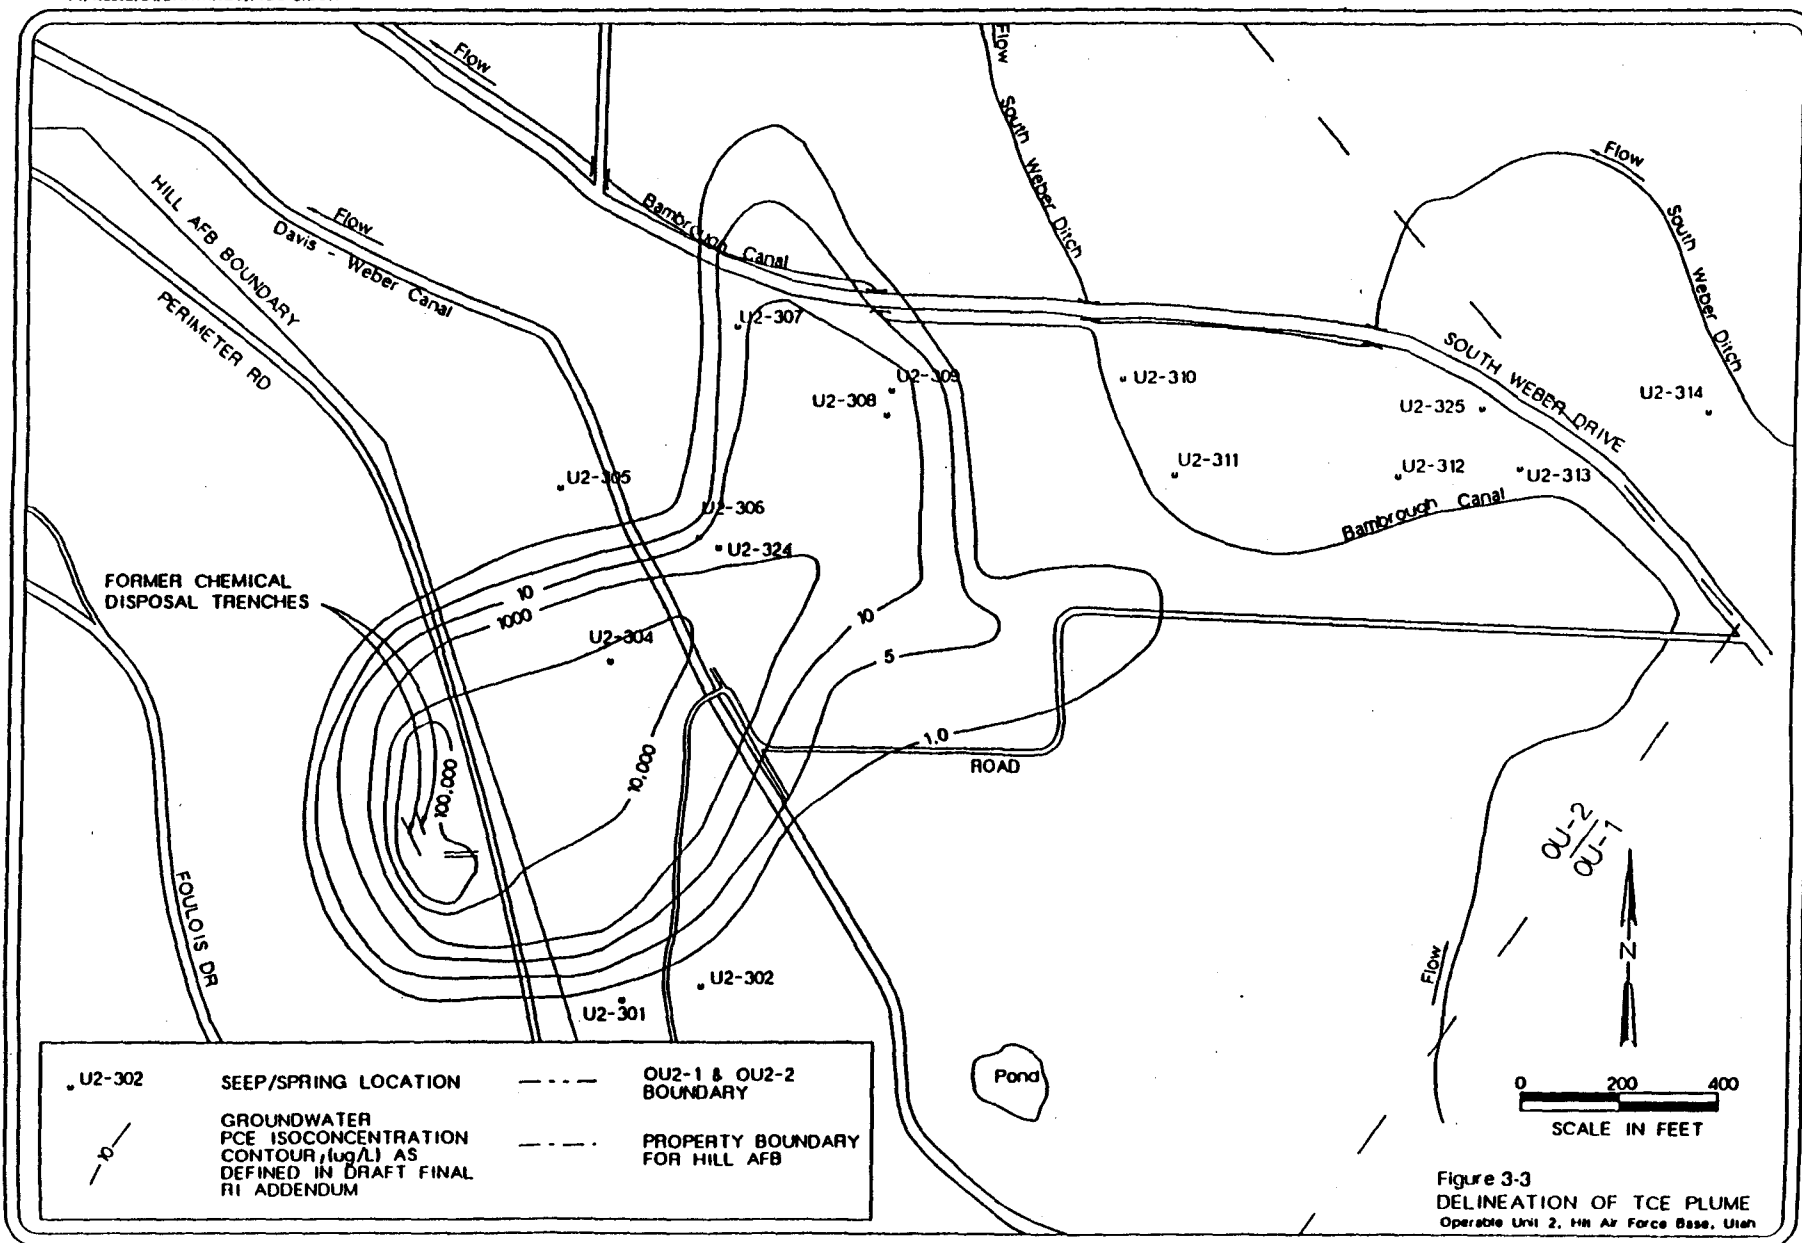 Flow
Flow
South Weber Ditch
Flow
South Weber Ditch
HILL AFB BOUNDARY
Flow
Davis - Weber Canal
PERIMETER RD
Bambrough Canal
U2-307
U2-309
U2-308
U2-310
SOUTH WEBER DRIVE
U2-325
U2-314
U2-305
U2-311
U2-312
U2-313
U2-306
Bambrough Canal
U2-324
FORMER CHEMICAL
DISPOSAL TRENCHES
10
1000
U2-304
10
5
1.0
ROAD
10,000
100,000
OU-2
OU-1
FOULOIS DR
Flow
N
U2-302
U2-301
Pond
0 200 400
SCALE IN FEET
U2-302
SEEP/SPRING LOCATION
OU2-1 & OU2-2
BOUNDARY
10
GROUNDWATER
PCE ISOCONCENTRATION
CONTOUR,(ug/L) AS
DEFINED IN DRAFT FINAL
RI ADDENDUM
PROPERTY BOUNDARY
FOR HILL AFB
Figure 3-3
DELINEATION OF TCE PLUME
Operable Unit 2, Hill Air Force Base, Utah